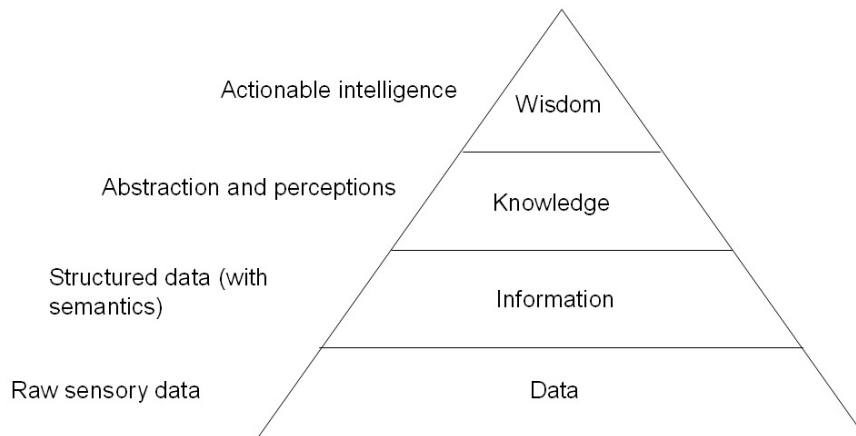 Actionable intelligence
Wisdom
Abstraction and perceptions
Knowledge
Structured data (with
semantics)
Information
Raw sensory data
Data